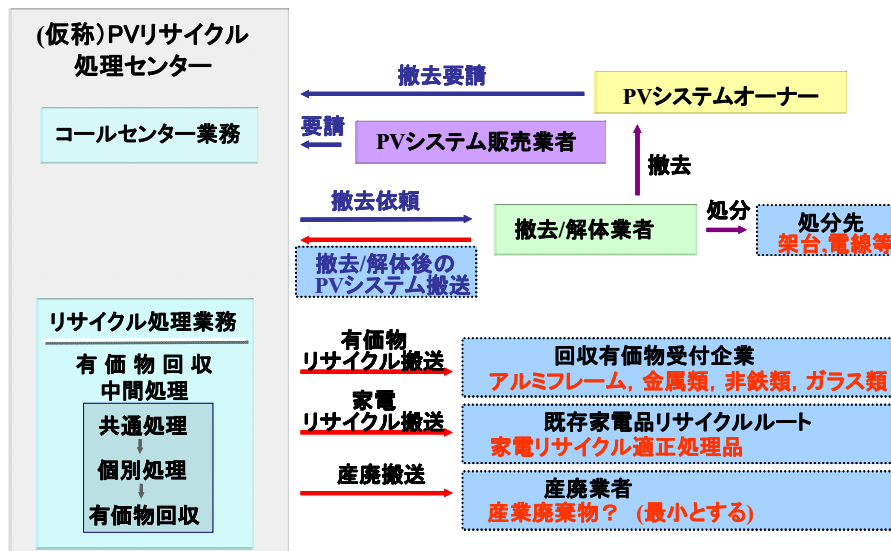 (仮称)PVリサイクル
処理センター
コールセンター業務
撤去要請
PVシステムオーナー
要請
PVシステム販売業者
撤去
撤去依頼
撤去/解体業者
処分
処分先
架台,電線等
撤去/解体後の
PVシステム搬送
リサイクル処理業務
有価物回収
中間処理
共通処理
個別処理
有価物回収
有価物
リサイクル搬送
回収有価物受付企業
アルミフレーム，金属類，非鉄類，ガラス類
家電
リサイクル搬送
既存家電品リサイクルルート
家電リサイクル適正処理品
産廃搬送
産廃業者
産業廃棄物？ (最小とする)